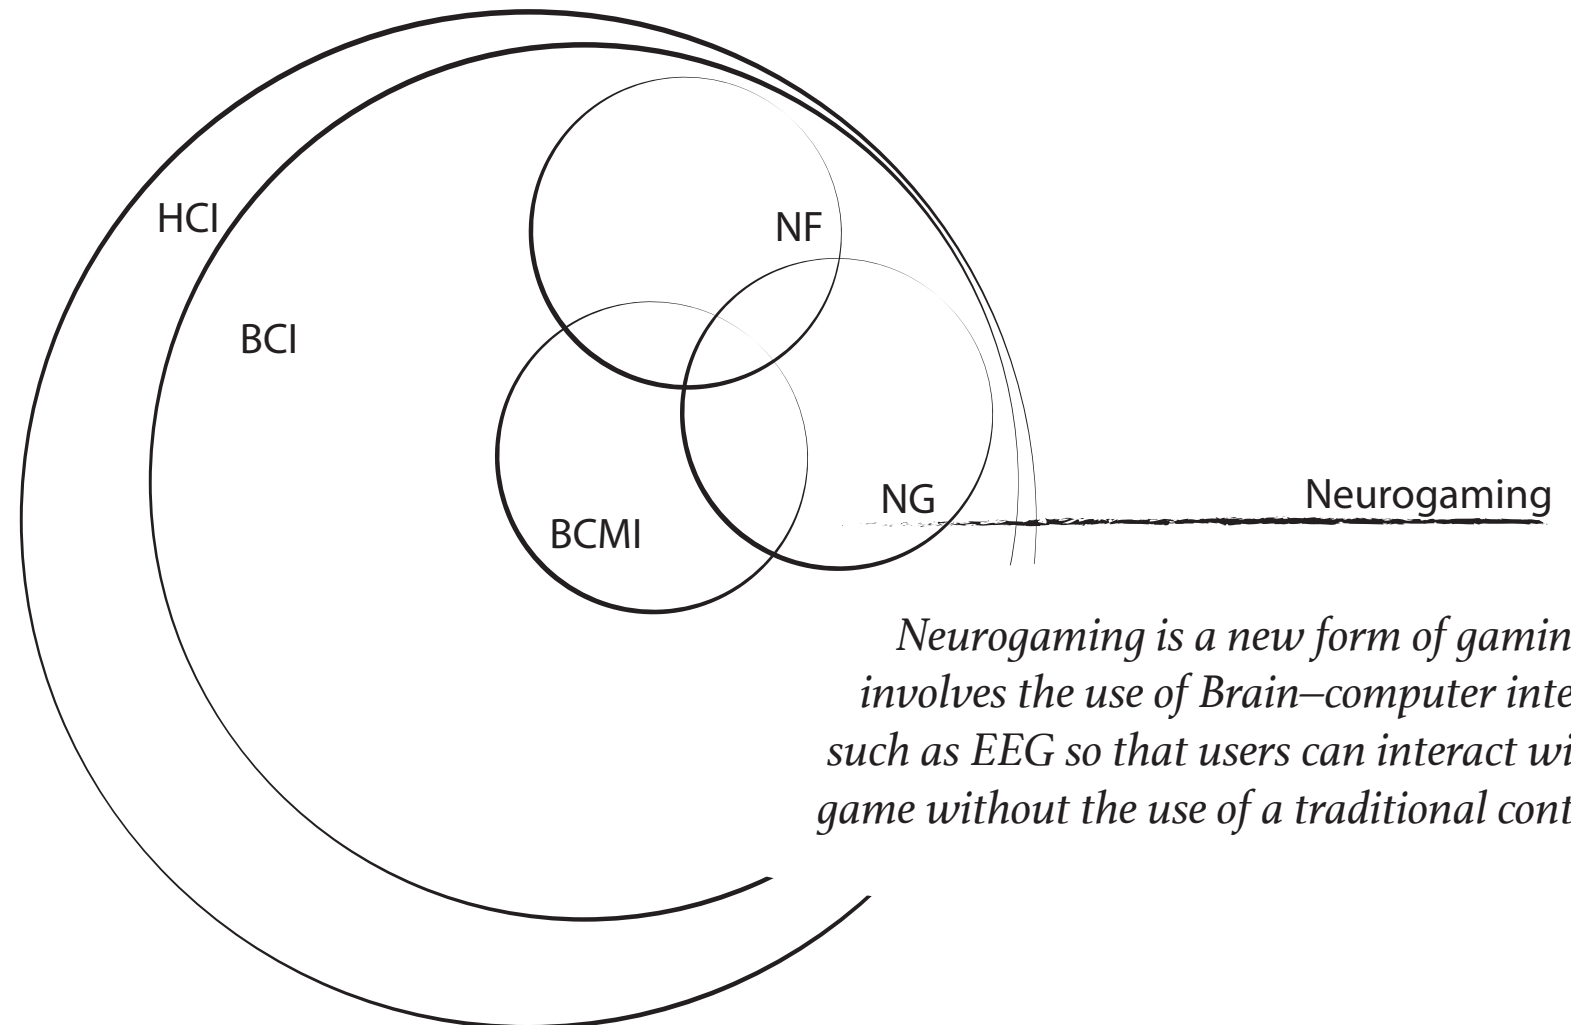 HCI
NF
BCI
NG
Neurogaming
BCMI
Neurogaming is a new form of gamin
involves the use of Brain–computer inte
such as EEG so that users can interact wi
game without the use of a traditional cont